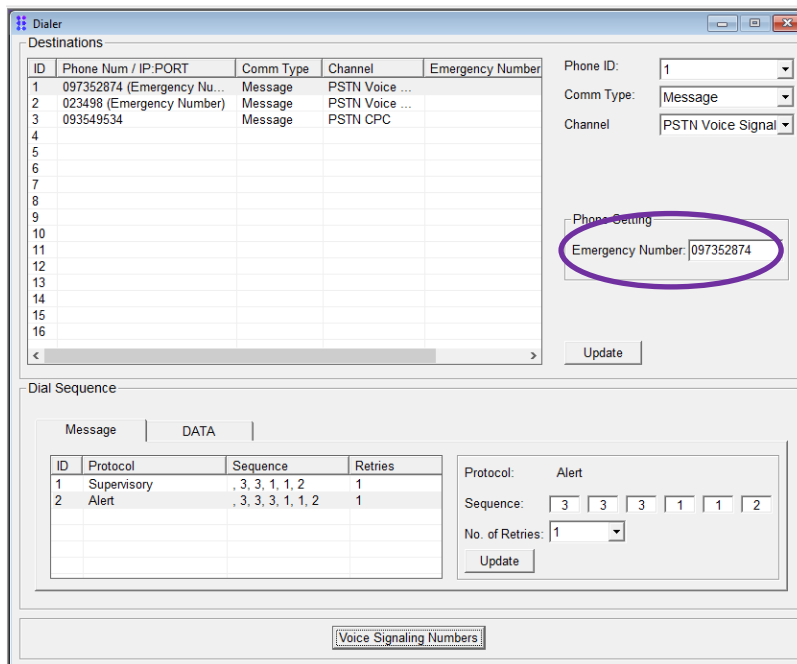 Dialer
Destinations
ID Phone Num / IP:PORT Comm Type Channel Emergency Number
1 097352874 (Emergency Nu... Message PSTN Voice ...
2 023498 (Emergency Number) Message PSTN Voice ...
3 093549534 Message PSTN CPC
4
5
6
7
8
9
10
11
12
13
14
15
16
Phone ID: 1
Comm Type: Message
Channel PSTN Voice Signal
Phone Setting
Emergency Number: 097352874
Update
Dial Sequence
Message DATA
ID Protocol Sequence Retries
1 Supervisory , 3, 3, 1, 1, 2 1
2 Alert , 3, 3, 3, 1, 1, 2 1
Protocol: Alert
Sequence: 3 3 3 1 1 2
No. of Retries: 1
Update
Voice Signaling Numbers